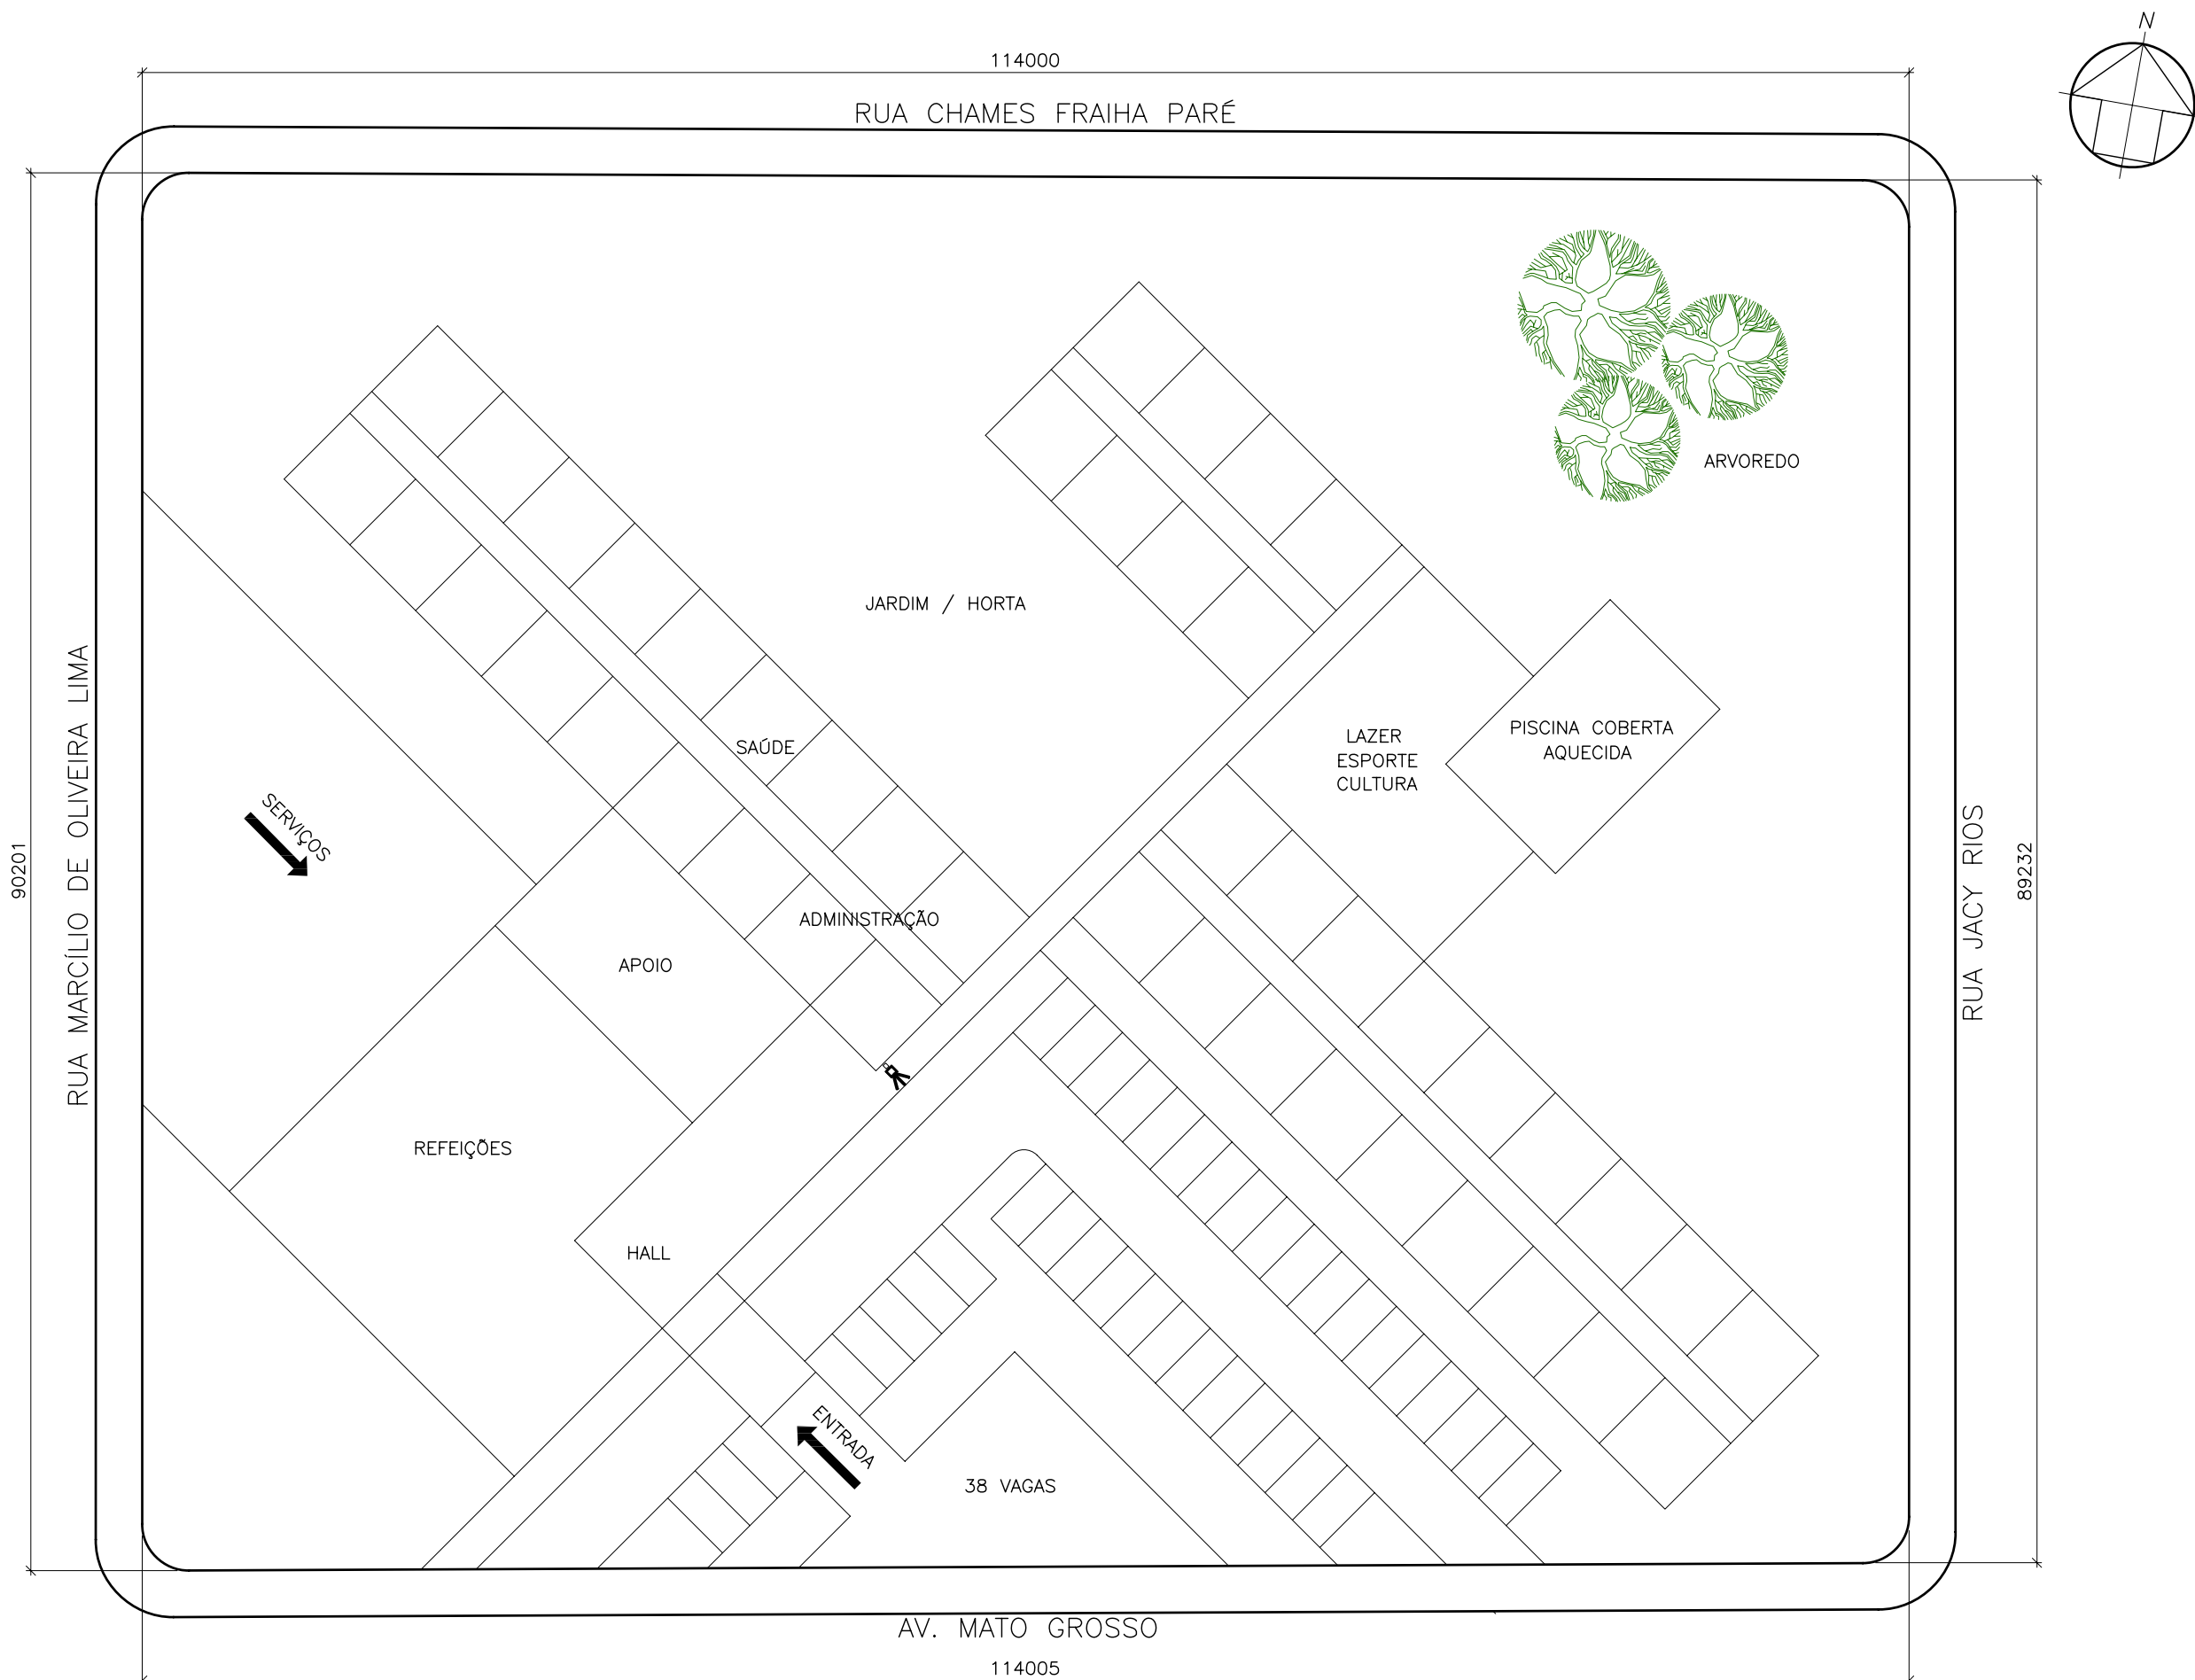 N
114000
RUA CHAMES FRAIHA PARÉ
ARVOREDO
JARDIM / HORTA
PISCINA COBERTA
AQUECIDA
LAZER
ESPORTE
CULTURA
SAÚDE
SERVIÇOS
RUA MARCÍLIO DE OLIVEIRA LIMA
90201
RUA JACY RIOS
89232
ADMINISTRAÇÃO
APOIO
REFEIÇÕES
HALL
ENTRADA
38 VAGAS
AV. MATO GROSSO
114005